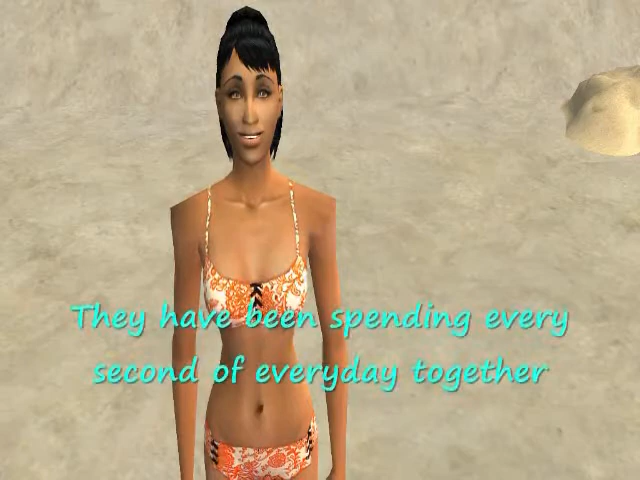 They have been spending every
second of everyday together